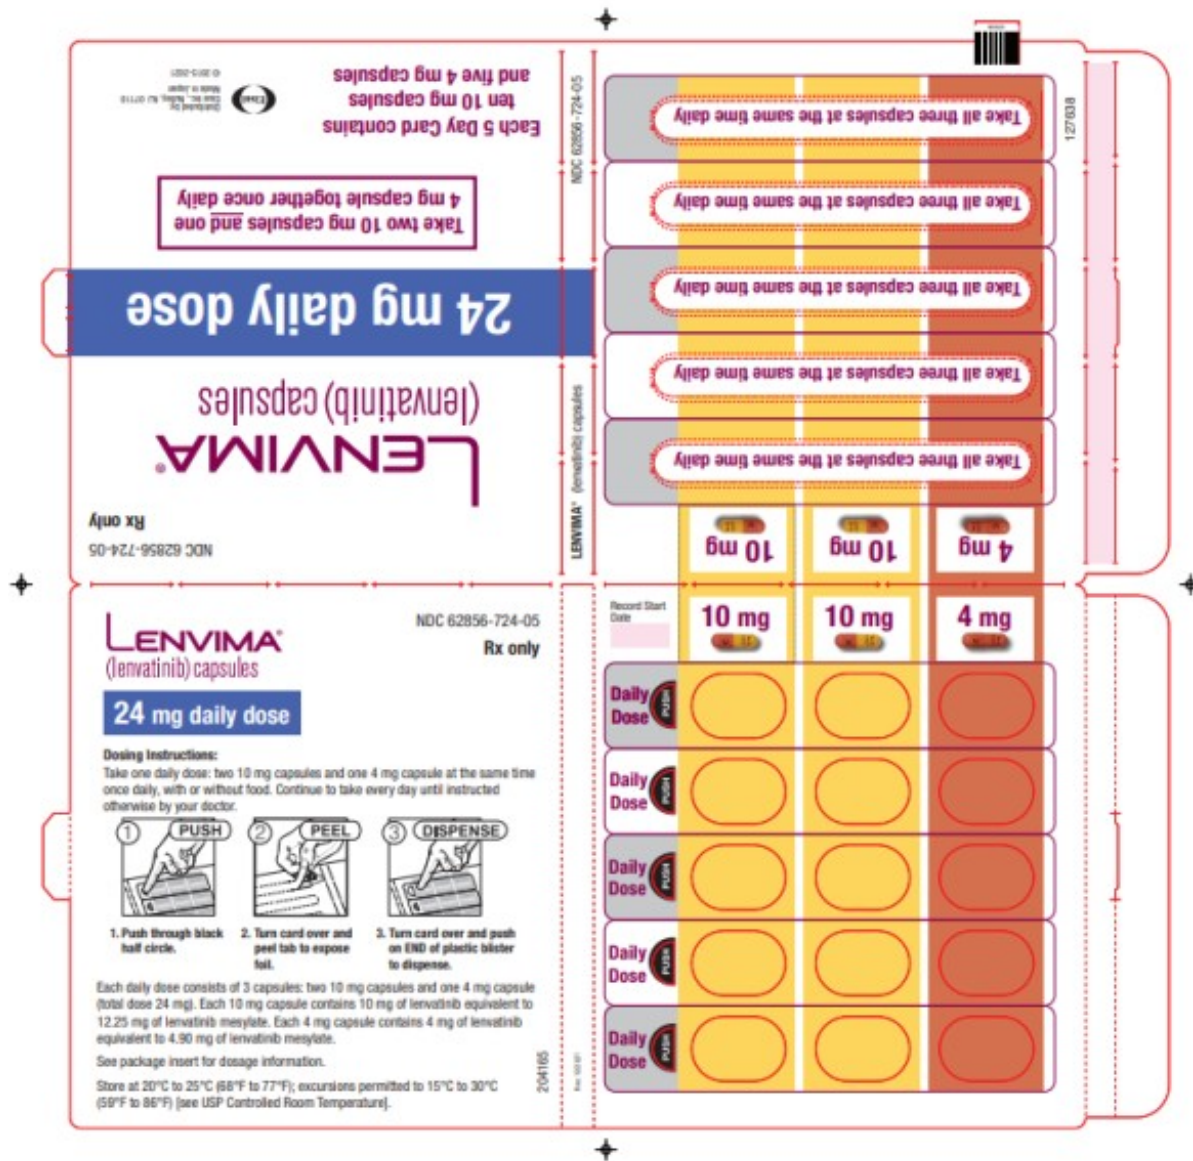 Distributed by:
Eisai Inc., Nutley, NJ 07110
Made in Japan
© 2015-2021
Eisai
Each 5 Day Card contains
ten 10 mg capsules
and five 4 mg capsules
Take two 10 mg capsules and one
4 mg capsule together once daily
24 mg daily dose
LENVIMA®
(lenvatinib) capsules
Rx only
NDC 62856-724-05
NDC 62856-724-05
LENVIMA® (lenvatinib) capsules
127638
Take all three capsules at the same time daily
Take all three capsules at the same time daily
Take all three capsules at the same time daily
Take all three capsules at the same time daily
Take all three capsules at the same time daily
10 mg
10 mg
4 mg
LENVIMA®
(lenvatinib) capsules
NDC 62856-724-05
Rx only
24 mg daily dose
Dosing Instructions:
Take one daily dose: two 10 mg capsules and one 4 mg capsule at the same time
once daily, with or without food. Continue to take every day until instructed
otherwise by your doctor.
1 PUSH
2 PEEL
3 DISPENSE
1. Push through black
half circle.
2. Turn card over and
peel tab to expose
foil.
3. Turn card over and push
on END of plastic blister
to dispense.
Each daily dose consists of 3 capsules: two 10 mg capsules and one 4 mg capsule
(total dose 24 mg). Each 10 mg capsule contains 10 mg of lenvatinib equivalent to
12.25 mg of lenvatinib mesylate. Each 4 mg capsule contains 4 mg of lenvatinib
equivalent to 4.90 mg of lenvatinib mesylate.
See package insert for dosage information.
Store at 20°C to 25°C (68°F to 77°F); excursions permitted to 15°C to 30°C
(59°F to 86°F) [see USP Controlled Room Temperature].
204165
Record Start
Date
10 mg
10 mg
4 mg
Daily
Dose
PUSH
Daily
Dose
PUSH
Daily
Dose
PUSH
Daily
Dose
PUSH
Daily
Dose
PUSH